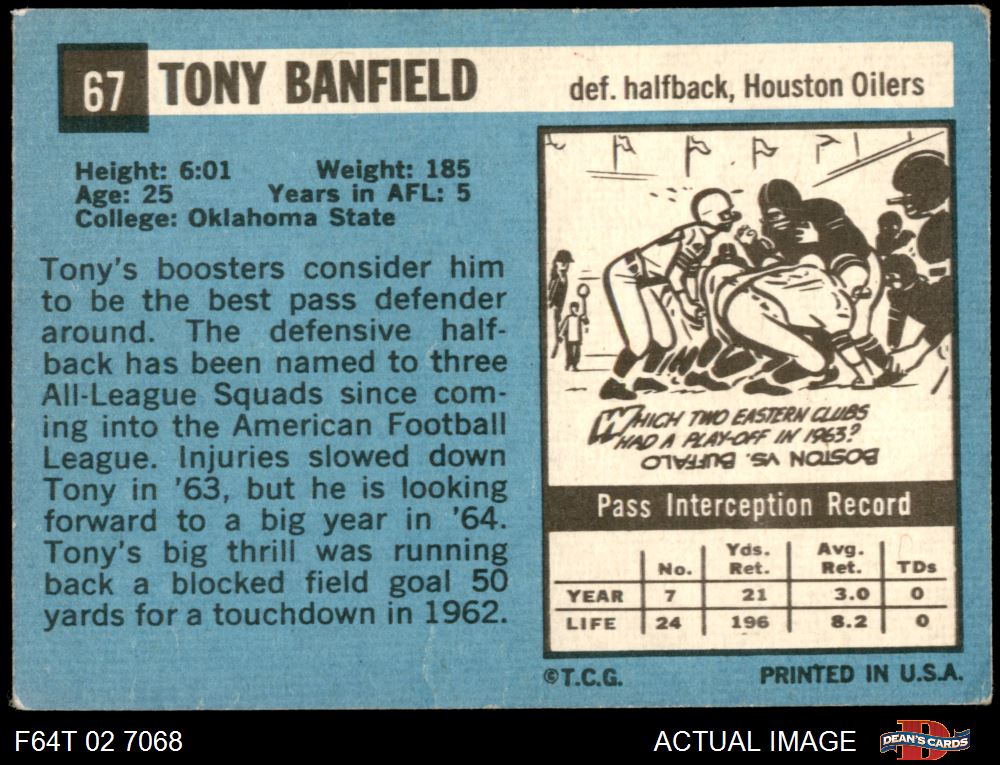 67 TONY BANFIELD def. halfback, Houston Oilers
Height: 6:01 Weight: 185
Age: 25 Years in AFL: 5
College: Oklahoma State
Tony's boosters consider him
to be the best pass defender
around. The defensive half-
back has been named to three
All-League Squads since com-
ing into the American Football
League. Injuries slowed down
Tony in '63, but he is looking
forward to a big year in '64.
Tony's big thrill was running
back a blocked field goal 50
yards for a touchdown in 1962.
WHICH TWO EASTERN CLUBS
HAD A PLAY-OFF IN 1963?
BOSTON VS. BUFFALO
Pass Interception Record
No. Yds. Ret. Avg. Ret. TDs
YEAR 7 21 3.0 0
LIFE 24 196 8.2 0
©T.C.G. PRINTED IN U.S.A.
F64T 02 7068 ACTUAL IMAGE DEAN'S CARDS